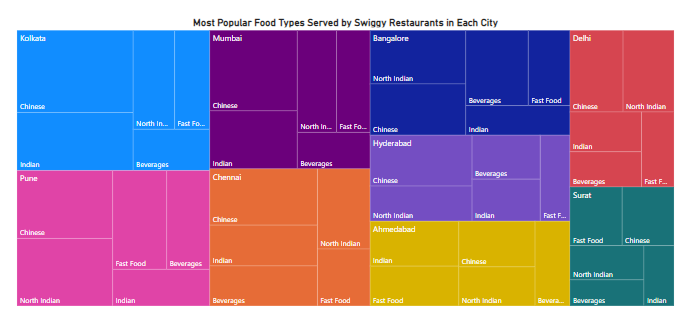 Most Popular Food Types Served by Swiggy Restaurants in Each City
Kolkata
Chinese
Indian
North In...
Fast Fo...
Beverages
Mumbai
Chinese
Indian
North In...
Fast Fo...
Beverages
Bangalore
North Indian
Chinese
Beverages
Fast Food
Indian
Delhi
Chinese
North Indian
Indian
Beverages
Fast F...
Pune
Chinese
North Indian
Fast Food
Beverages
Indian
Chennai
Chinese
Indian
Beverages
North Indian
Fast Food
Hyderabad
Chinese
North Indian
Beverages
Indian
Fast F...
Ahmedabad
Indian
Fast Food
Chinese
North Indian
Bevera...
Surat
Fast Food
Chinese
North Indian
Beverages
Indian